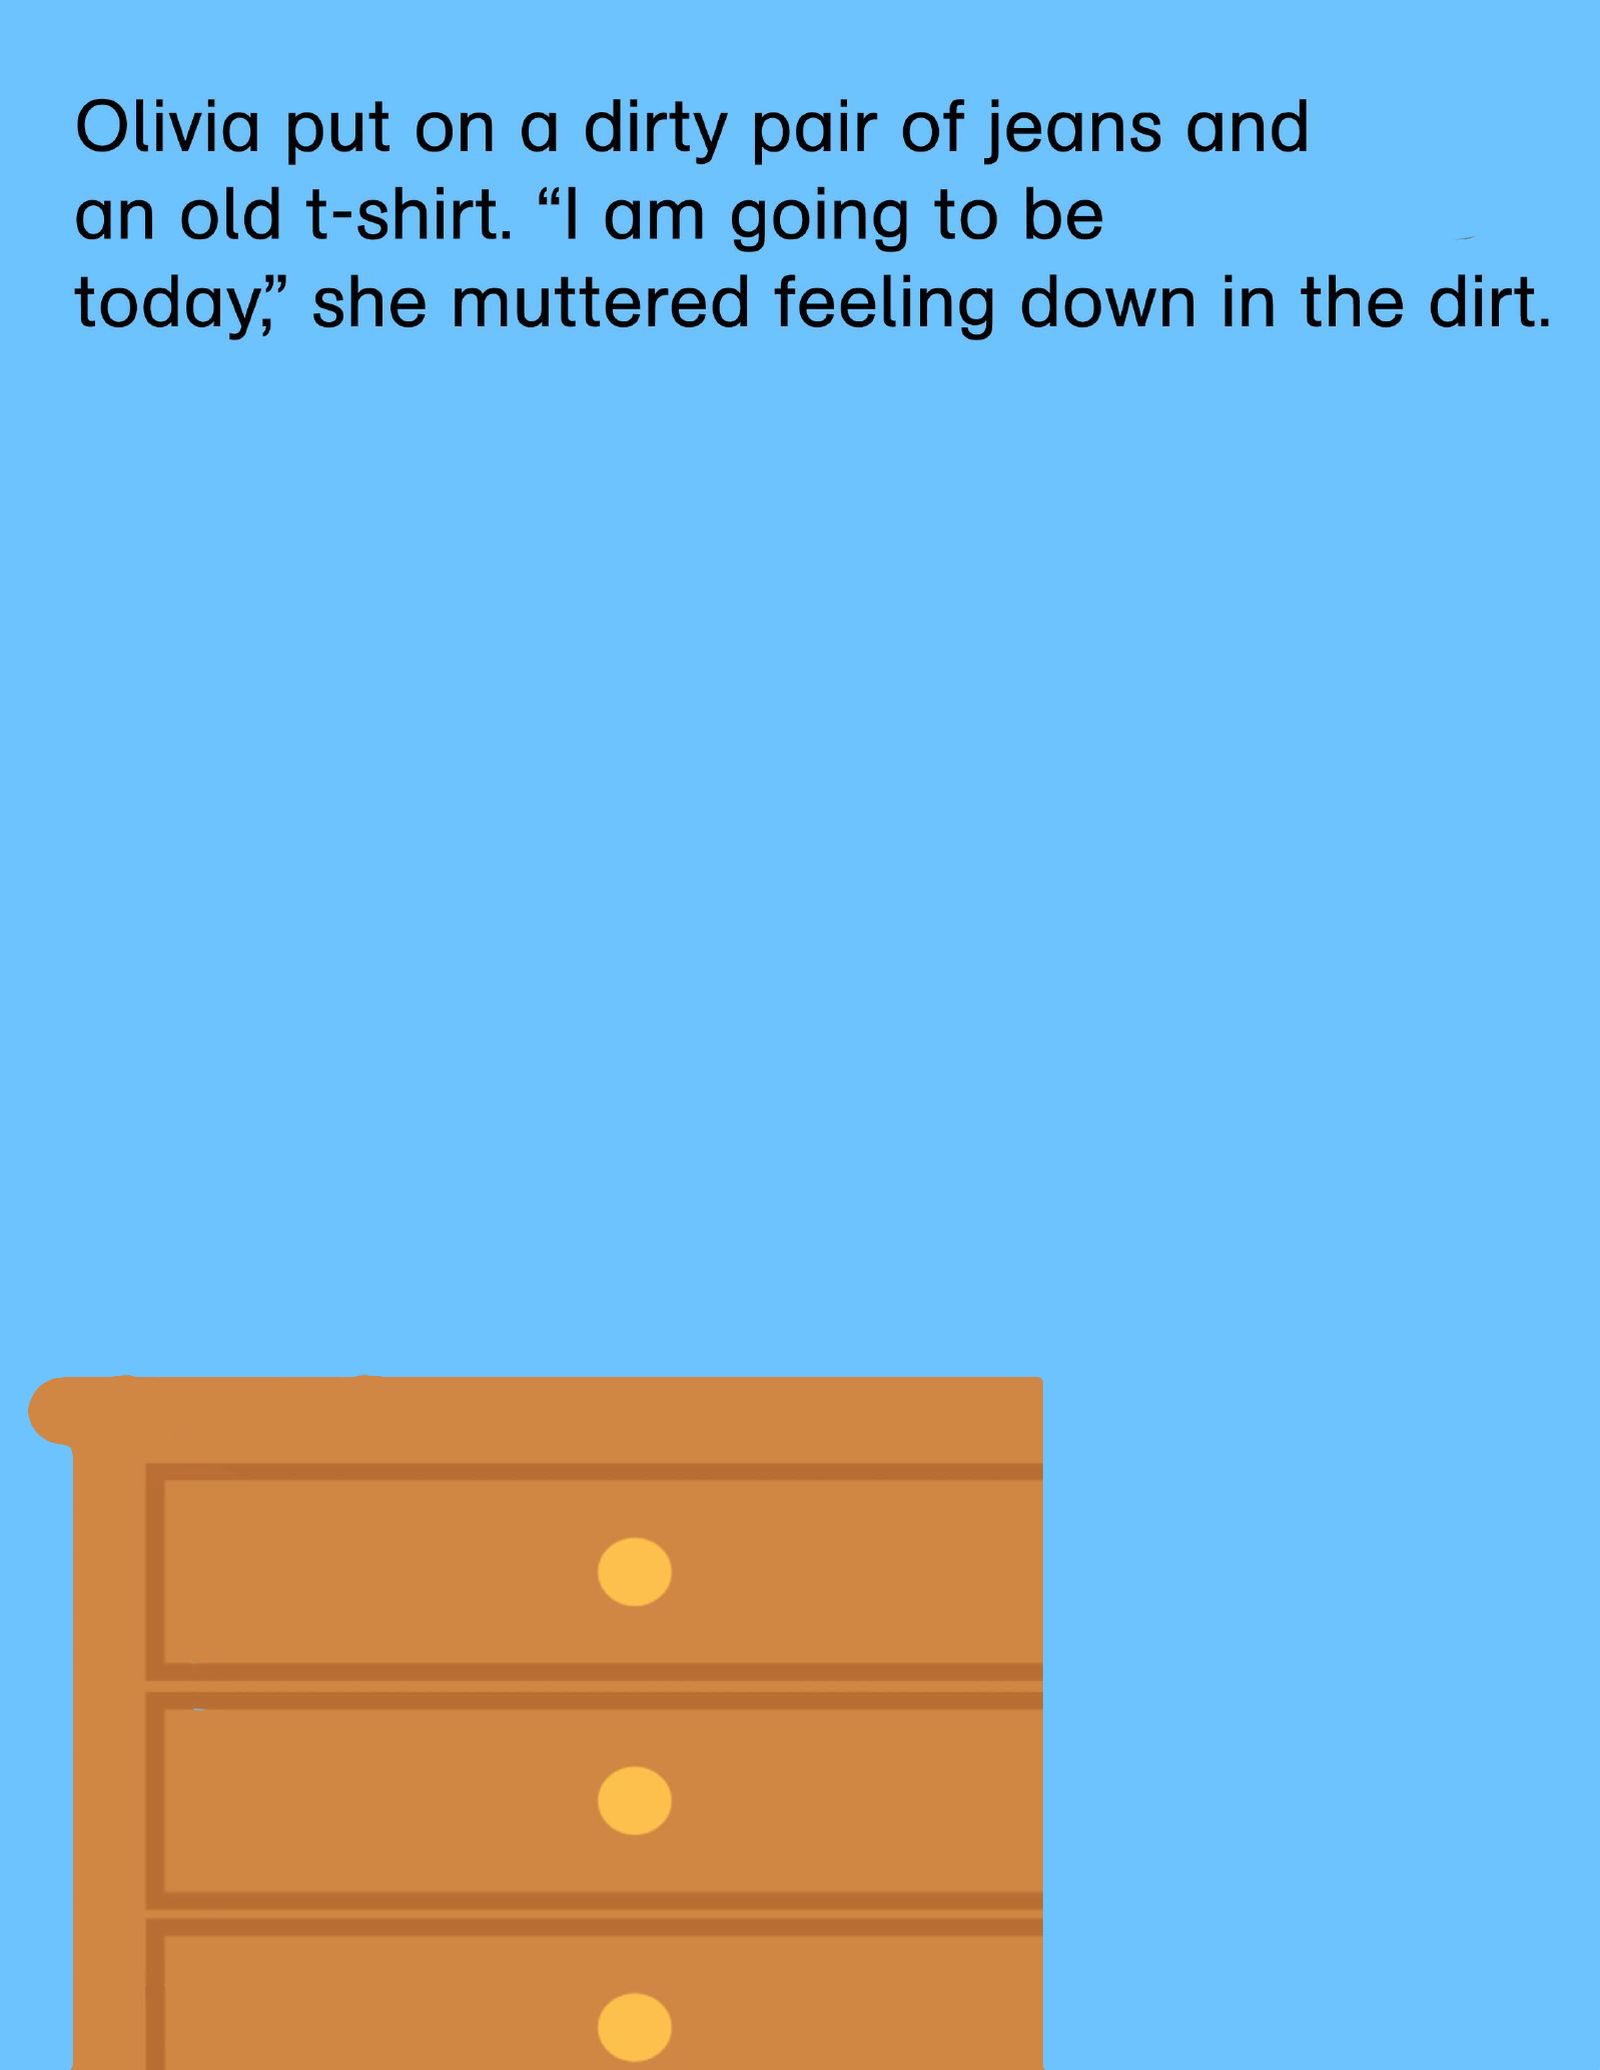 Olivia put on a dirty pair of jeans and
an old t-shirt. “I am going to be
today,” she muttered feeling down in the dirt.